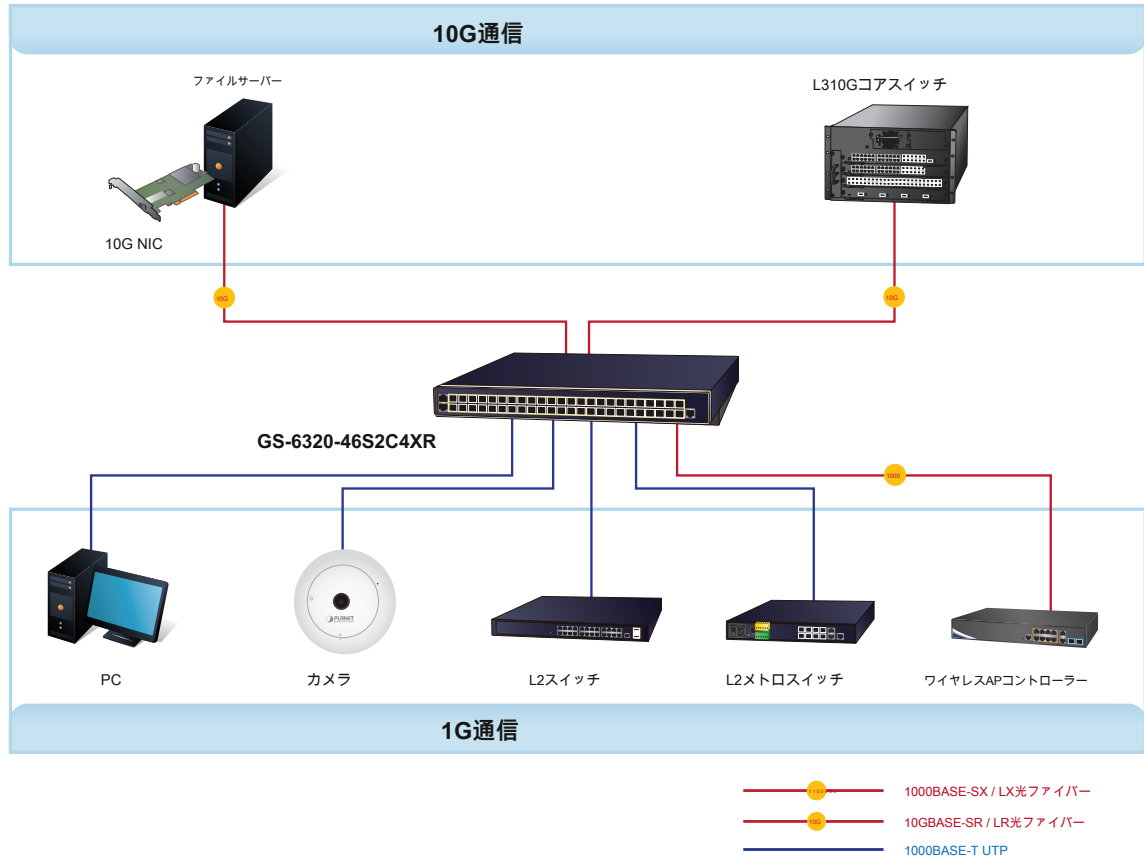 10G通信
ファイルサーバー
L310Gコアスイッチ
10G NIC
10G
10G
GS-6320-46S2C4XR
1000
PLANET
PC
カメラ
L2スイッチ
L2メトロスイッチ
ワイヤレスAPコントローラー
1G通信
1000BASE-SX / LX光ファイバー
10G
10GBASE-SR / LR光ファイバー
1000BASE-T UTP